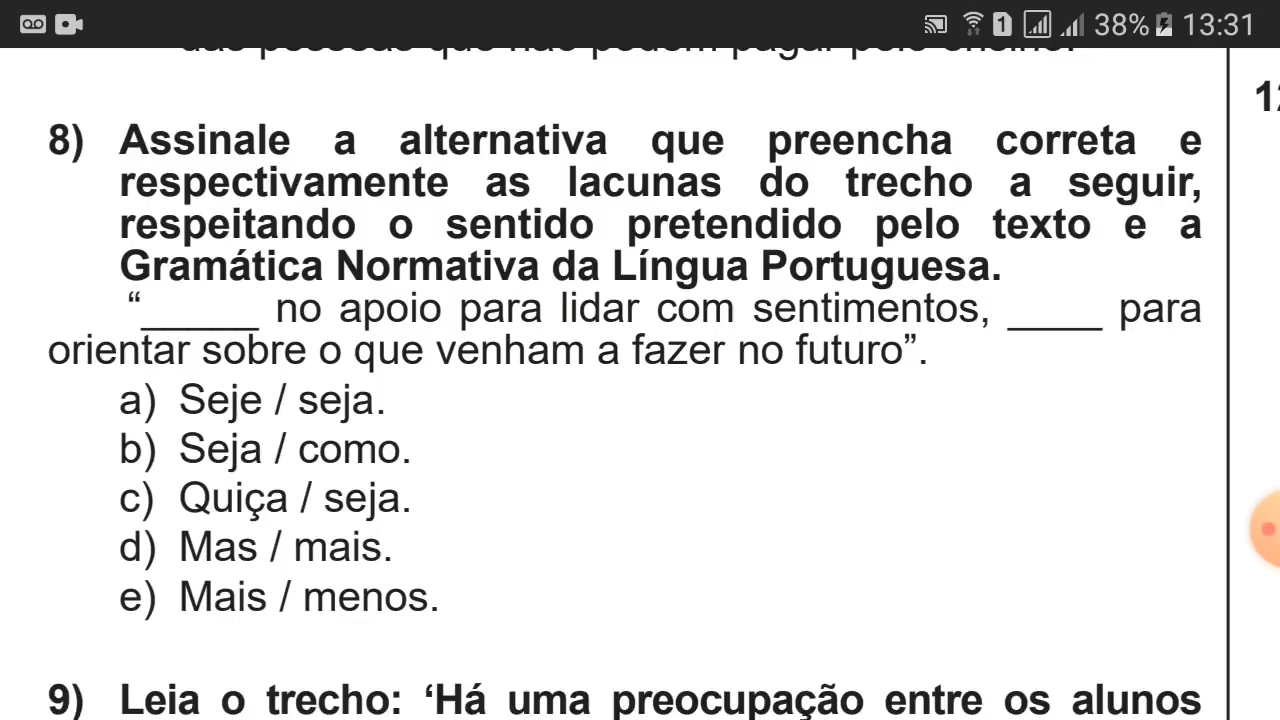 38% 13:31
8) Assinale a alternativa que preencha correta e
respectivamente as lacunas do trecho a seguir,
respeitando o sentido pretendido pelo texto e a
Gramática Normativa da Língua Portuguesa.
“_____ no apoio para lidar com sentimentos, ____ para
orientar sobre o que venham a fazer no futuro”.
a) Seje / seja.
b) Seja / como.
c) Quiça / seja.
d) Mas / mais.
e) Mais / menos.
9) Leia o trecho: ‘Há uma preocupação entre os alunos